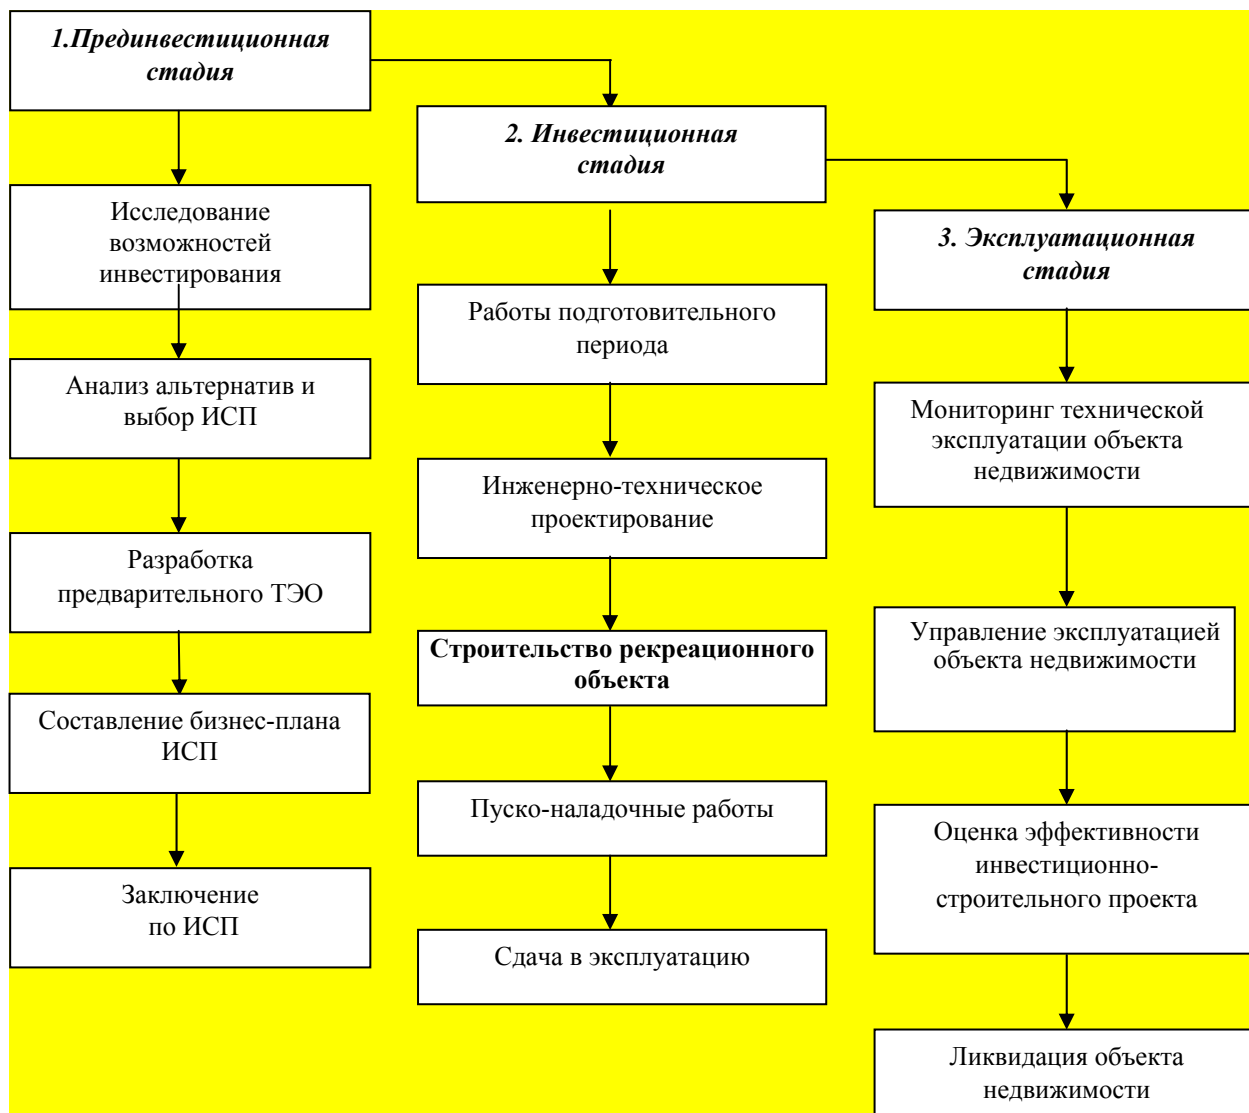 1.Прединвестиционная
стадия
Исследование
возможностей
инвестирования
Анализ альтернатив и
выбор ИСП
Разработка
предварительного ТЭО
Составление бизнес-плана
ИСП
Заключение
по ИСП
2. Инвестиционная
стадия
Работы подготовительного
периода
Инженерно-техническое
проектирование
Строительство рекреационного
объекта
Пуско-наладочные работы
Сдача в эксплуатацию
3. Эксплуатационная
стадия
Мониторинг технической
эксплуатации объекта
недвижимости
Управление эксплуатацией
объекта недвижимости
Оценка эффективности
инвестиционно-
строительного проекта
Ликвидация объекта
недвижимости